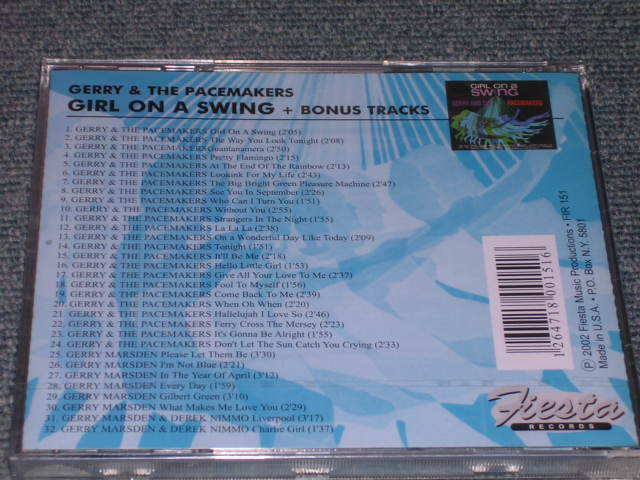 GERRY & THE PACEMAKERS
GIRL ON A SWING + BONUS TRACKS
GIRL ON A
SWING
GERRY AND THE PACEMAKERS
1. GERRY & THE PACEMAKERS Girl On A Swing (2'05)
2. GERRY & THE PACEMAKERS The Way You Look Tonight (2'08)
3. GERRY & THE PACEMAKERS Guantanamera (2'50)
4. GERRY & THE PACEMAKERS Pretty Flamingo (2'15)
5. GERRY & THE PACEMAKERS At The End Of The Rainbow (2'13)
6. GERRY & THE PACEMAKERS Lookink For My Life (2'43)
7. GERRY & THE PACEMAKERS The Big Bright Green Pleasure Machine (2'47)
8. GERRY & THE PACEMAKERS See You In September (2'26)
9. GERRY & THE PACEMAKERS Who Can I Turn You (1'51)
10. GERRY & THE PACEMAKERS Without You (2'55)
11. GERRY & THE PACEMAKERS Strangers In The Night (1'55)
12. GERRY & THE PACEMAKERS La La La (2'38)
13. GERRY & THE PACEMAKERS On a Wonderful Day Like Today (2'09)
14. GERRY & THE PACEMAKERS Tonight (1'51)
15. GERRY & THE PACEMAKERS It'll Be Me (2'18)
16. GERRY & THE PACEMAKERS Hello Little Girl (1'53)
17. GERRY & THE PACEMAKERS Give All Your Love To Me (2'37)
18. GERRY & THE PACEMAKERS Fool To Myself (1'56)
19. GERRY & THE PACEMAKERS Come Back To Me (2'39)
20. GERRY & THE PACEMAKERS When Oh When (2'20)
21. GERRY & THE PACEMAKERS Hallelujah I Love So (2'46)
22. GERRY & THE PACEMAKERS Ferry Cross The Mersey (2'23)
23. GERRY & THE PACEMAKERS It's Gonna Be Alright (1'55)
24. GERRY & THE PACEMAKERS Don't Let The Sun Catch You Crying (2'33)
25. GERRY MARSDEN Please Let Them Be (3'30)
26. GERRY MARSDEN I'm Not Blue (2'21)
27. GERRY MARSDEN In The Year Of April (3'12)
28. GERRY MARSDEN Every Day (1'59)
29. GERRY MARSDEN Gilbert Green (3'10)
30. GERRY MARSDEN What Makes Me Love You (2'29)
31. GERRY MARSDEN & DEREK NIMMO Liverpool (3'17)
32. GERRY MARSDEN & DEREK NIMMO Charlie Girl (1'37)
1 264718 001516
℗ 2002 Fiesta Music Productions • FIR 151
Made in U.S.A. • P.O. Box N.Y. 5801
Fiesta
RECORDS